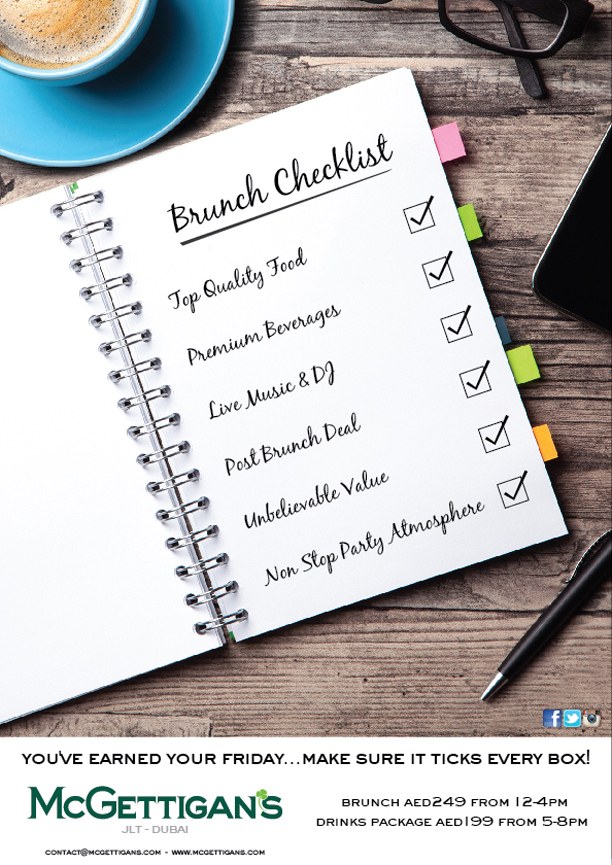 Brunch Checklist
Top Quality Food
Premium Beverages
Live Music & DJ
Post Brunch Deal
Unbelievable Value
Non Stop Party Atmosphere
YOU'VE EARNED YOUR FRIDAY...MAKE SURE IT TICKS EVERY BOX!
McGETTIGAN'S
JLT - DUBAI
BRUNCH AED249 FROM 12-4PM
DRINKS PACKAGE AED199 FROM 5-8PM
CONTACT@MCGETTIGANS.COM - WWW.MCGETTIGANS.COM